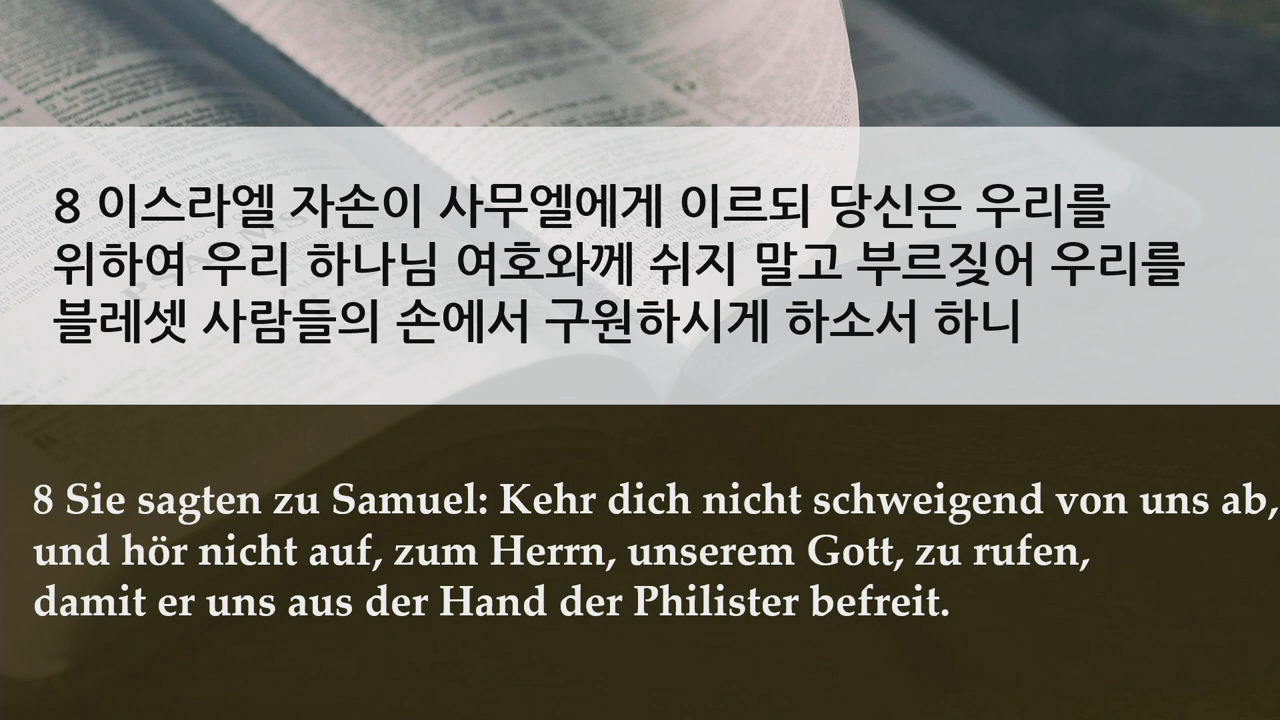 8 이스라엘 자손이 사무엘에게 이르되 당신은 우리를
위하여 우리 하나님 여호와께 쉬지 말고 부르짖어 우리를
블레셋 사람들의 손에서 구원하시게 하소서 하니
8 Sie sagten zu Samuel: Kehr dich nicht schweigend von uns ab,
und hör nicht auf, zum Herrn, unserem Gott, zu rufen,
damit er uns aus der Hand der Philister befreit.